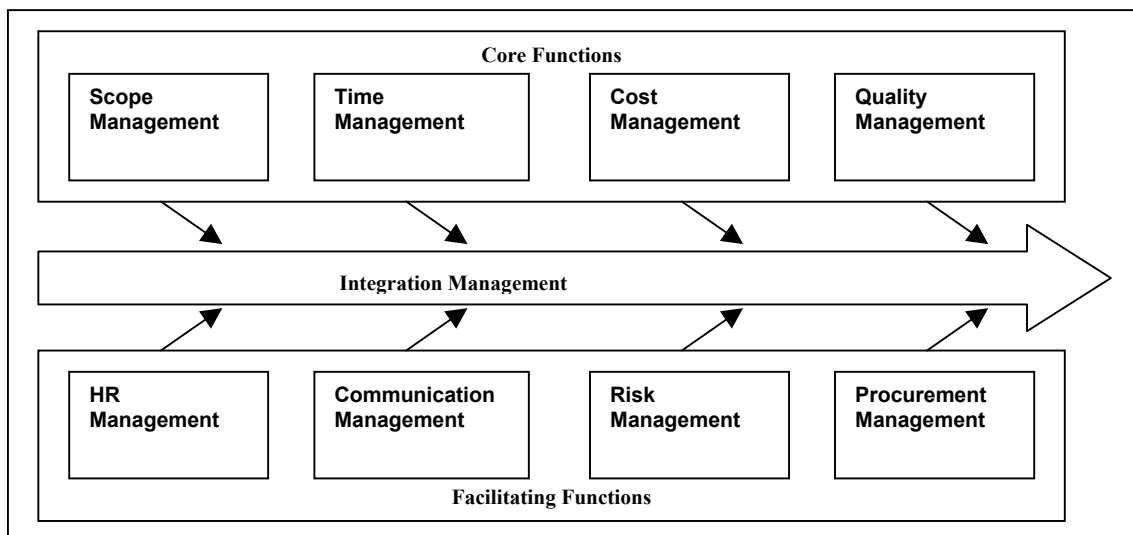 Core Functions
Scope
Management
Time
Management
Cost
Management
Quality
Management
Integration Management
HR
Management
Communication
Management
Risk
Management
Procurement
Management
Facilitating Functions